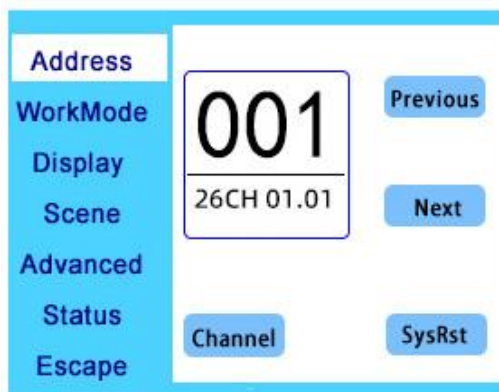 Address
WorkMode
Display
Scene
Advanced
Status
Escape
001
26CH 01.01
Previous
Next
Channel
SysRst